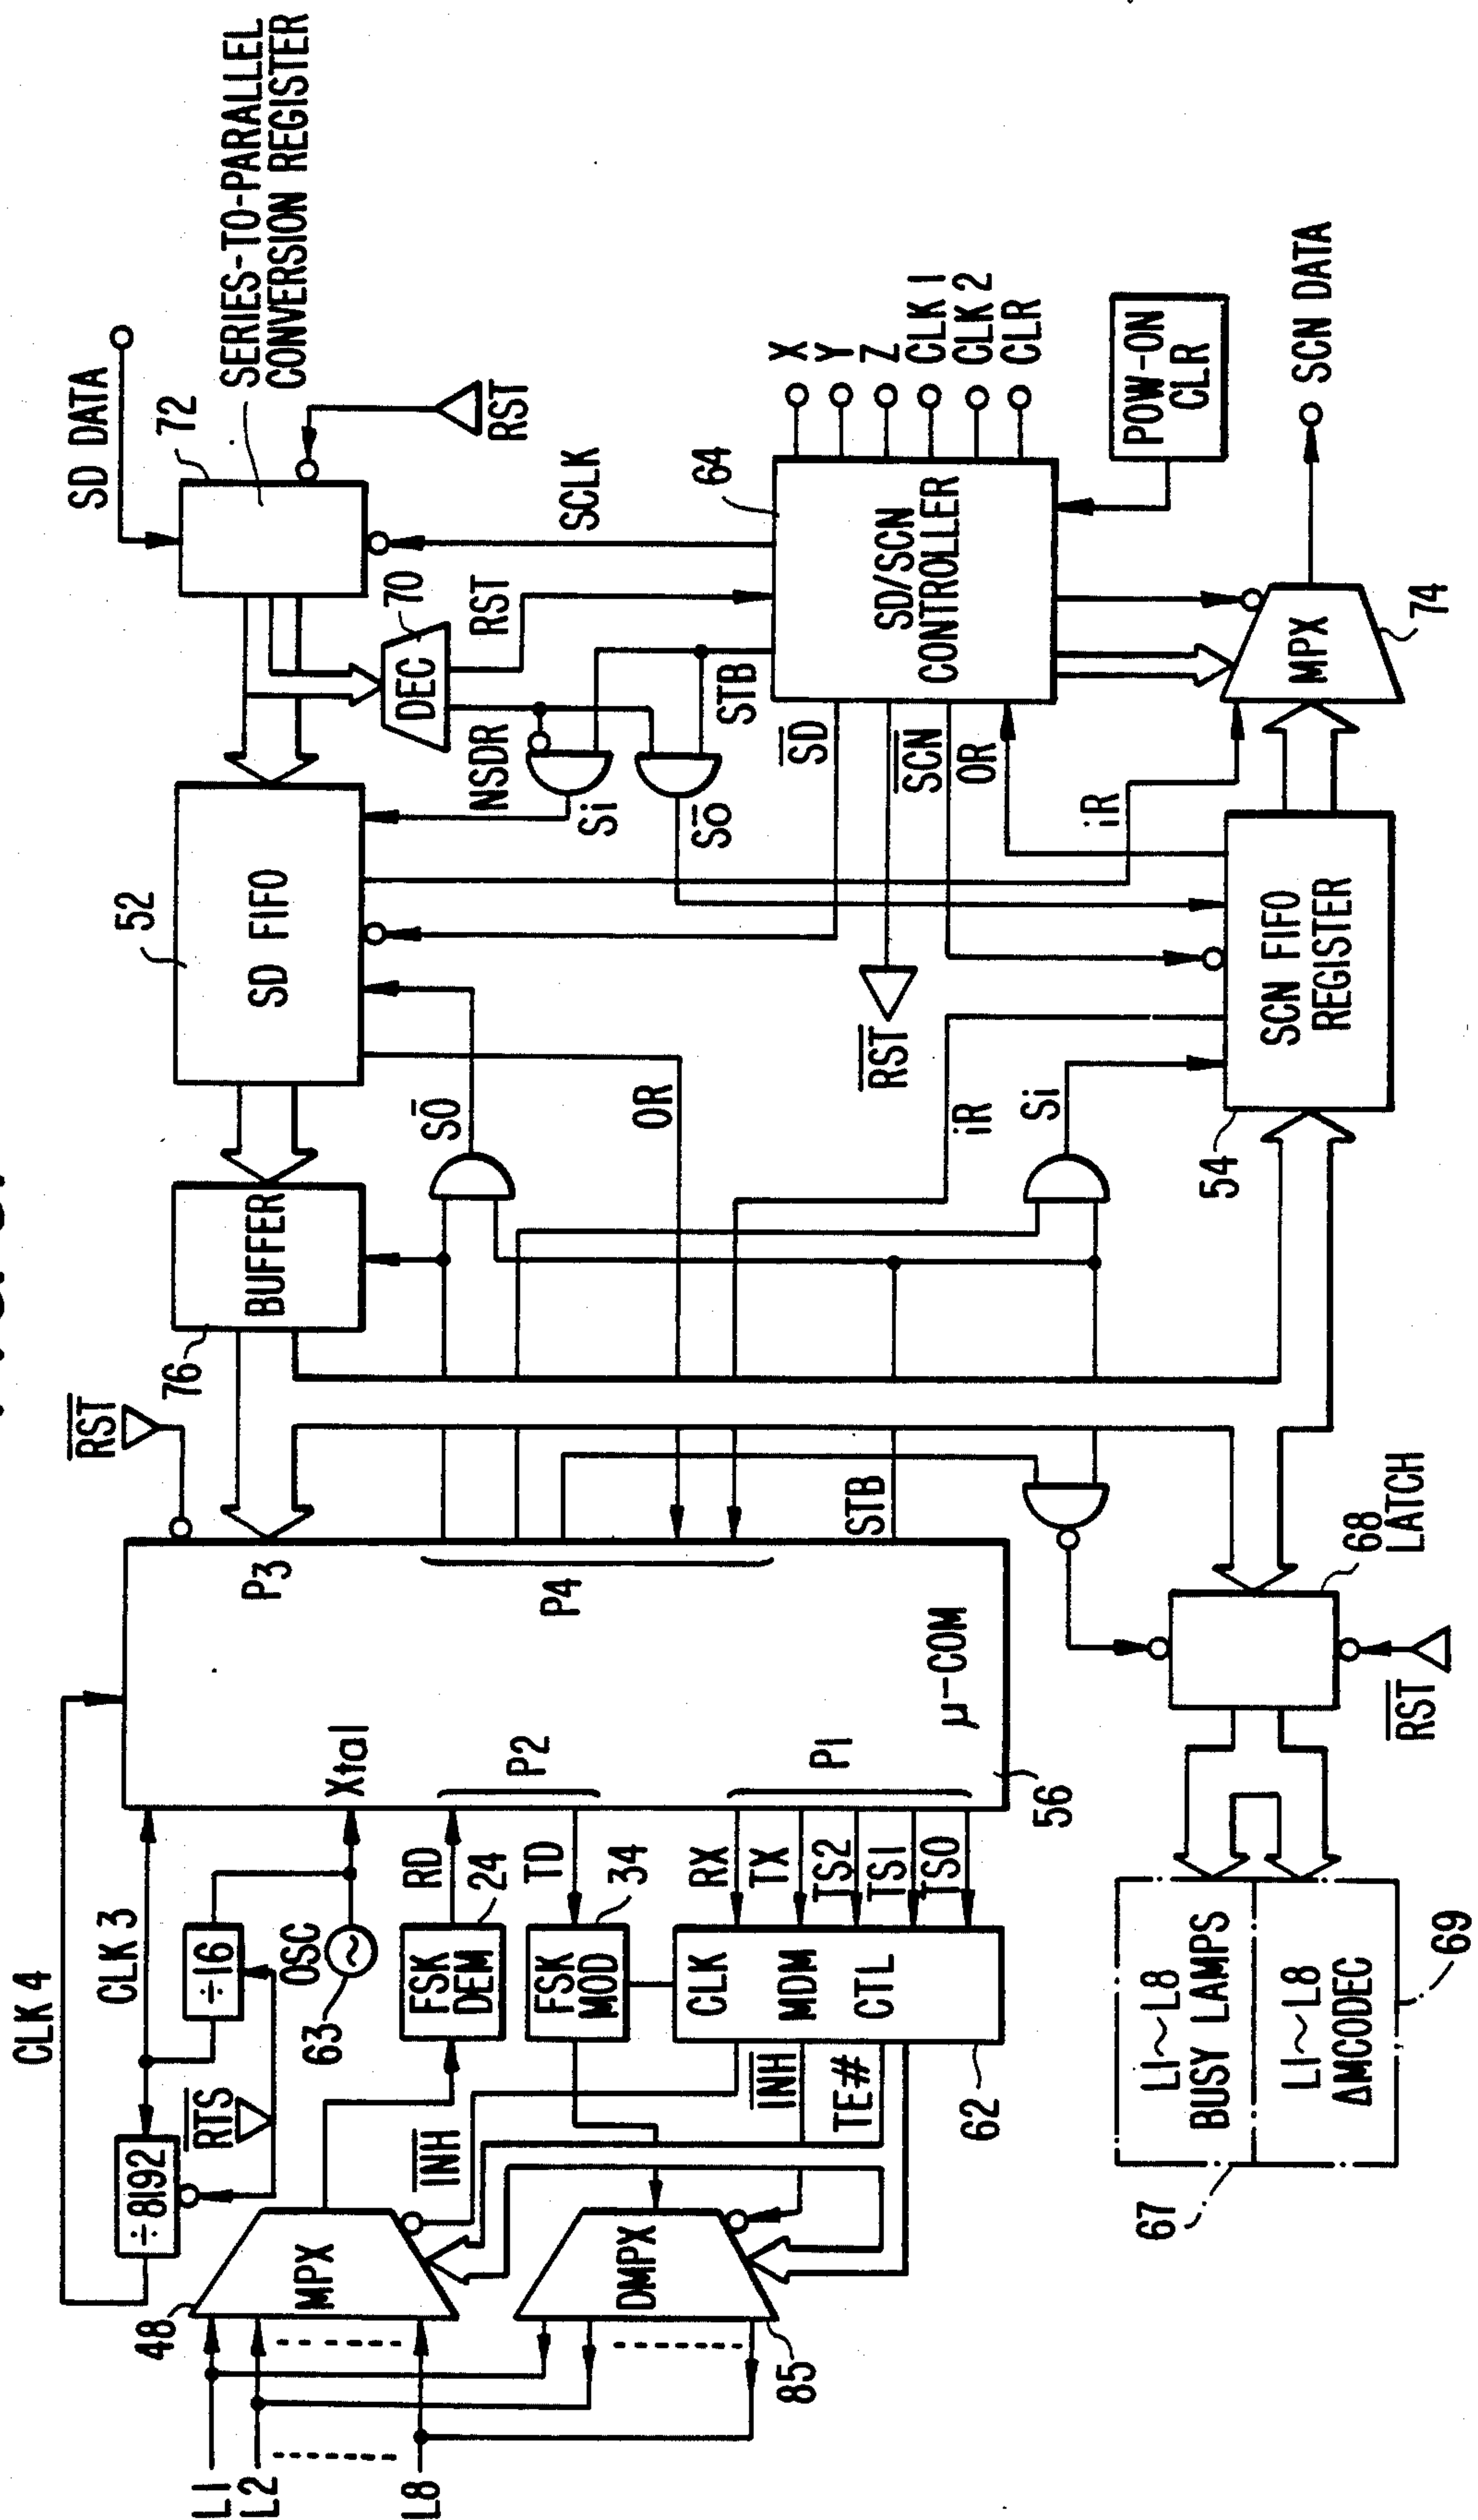 SD DATA
72
SERIES-TO-PARALLEL
CONVERSION REGISTER
RST
SCLK
70
DEC
RST
NSDR
Si
SO
STB
52
SD FIFO
64
SD/SCN
CONTROLLER
X
Y
Z
CLK 1
CLK 2
CLR
POW-ON
CLR
SD
RST
SCN
OR
iR
MPX
74
SCN DATA
SCN FIFO
REGISTER
54
BUFFER
76
SO
OR
iR
Si
RST
STB
P3
P4
Xtal
P2
P1
μ-COM
56
CLK 4
CLK 3
÷16
÷8192
RTS
OSC
63
RD
24
FSK
DEM
TD
34
FSK
MOD
RX
TX
TS2
TS1
TS0
CLK
MDM
CTL
62
INH
INH
TE#
MPX
48
DMPX
85
L1
L2
L8
68
LATCH
RST
L1~L8
BUSY LAMPS
L1~L8
ΔMCODEC
67
69